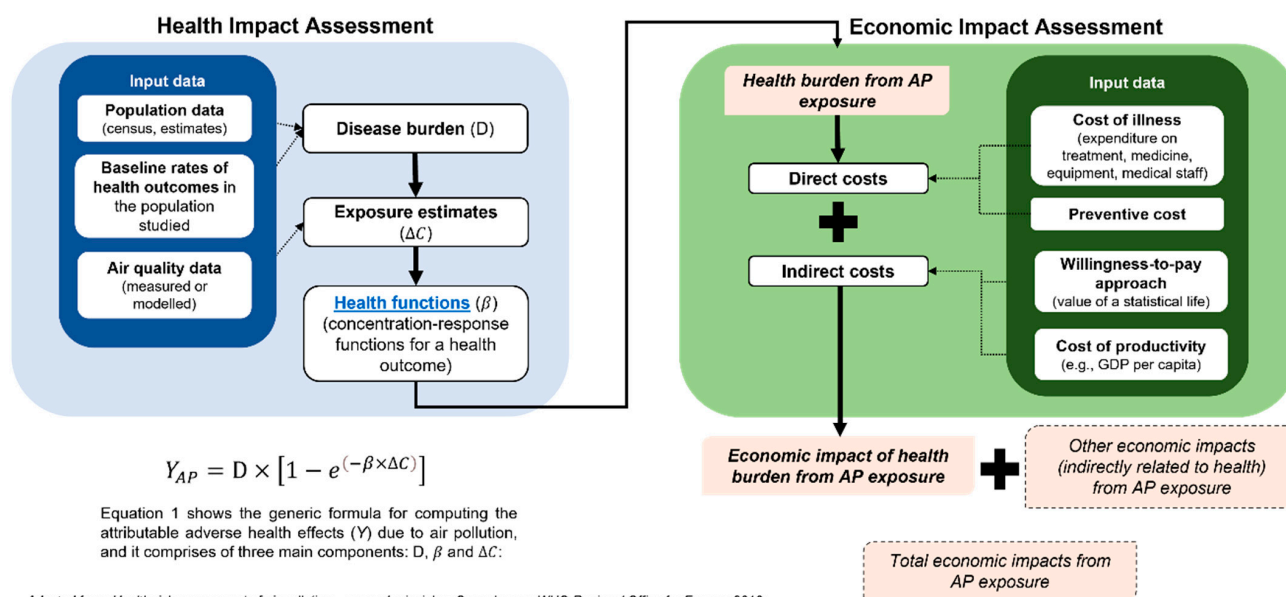 Health Impact Assessment
Input data
Population data
(census, estimates)
Baseline rates of
health outcomes in
the population
studied
Air quality data
(measured or
modelled)
Disease burden (D)
Exposure estimates
(Δ𝐶)
Health functions (𝛽)
(concentration-response
functions for a health
outcome)
Y_AP = D × [1 − e^(−β×ΔC)]
Equation 1 shows the generic formula for computing the
attributable adverse health effects (Y) due to air pollution,
and it comprises of three main components: D, 𝛽 and Δ𝐶:
Economic Impact Assessment
Health burden from AP
exposure
Direct costs
Indirect costs
Input data
Cost of illness
(expenditure on
treatment, medicine,
equipment, medical staff)
Preventive cost
Willingness-to-pay
approach
(value of a statistical life)
Cost of productivity
(e.g., GDP per capita)
Economic impact of health
burden from AP exposure
Other economic impacts
(indirectly related to health)
from AP exposure
Total economic impacts from
AP exposure